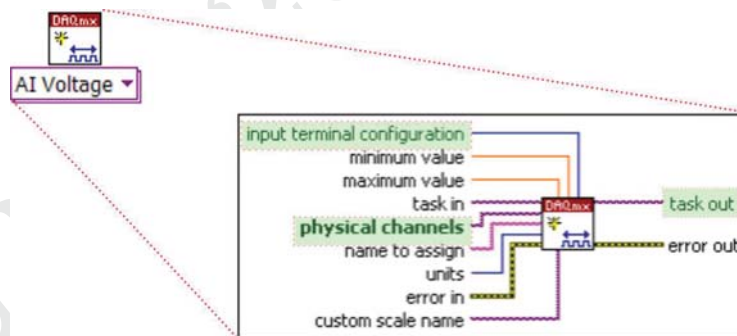 DAQmx
AI Voltage
input terminal configuration
minimum value
maximum value
task in
physical channels
name to assign
units
error in
custom scale name
DAQmx
task out
error out